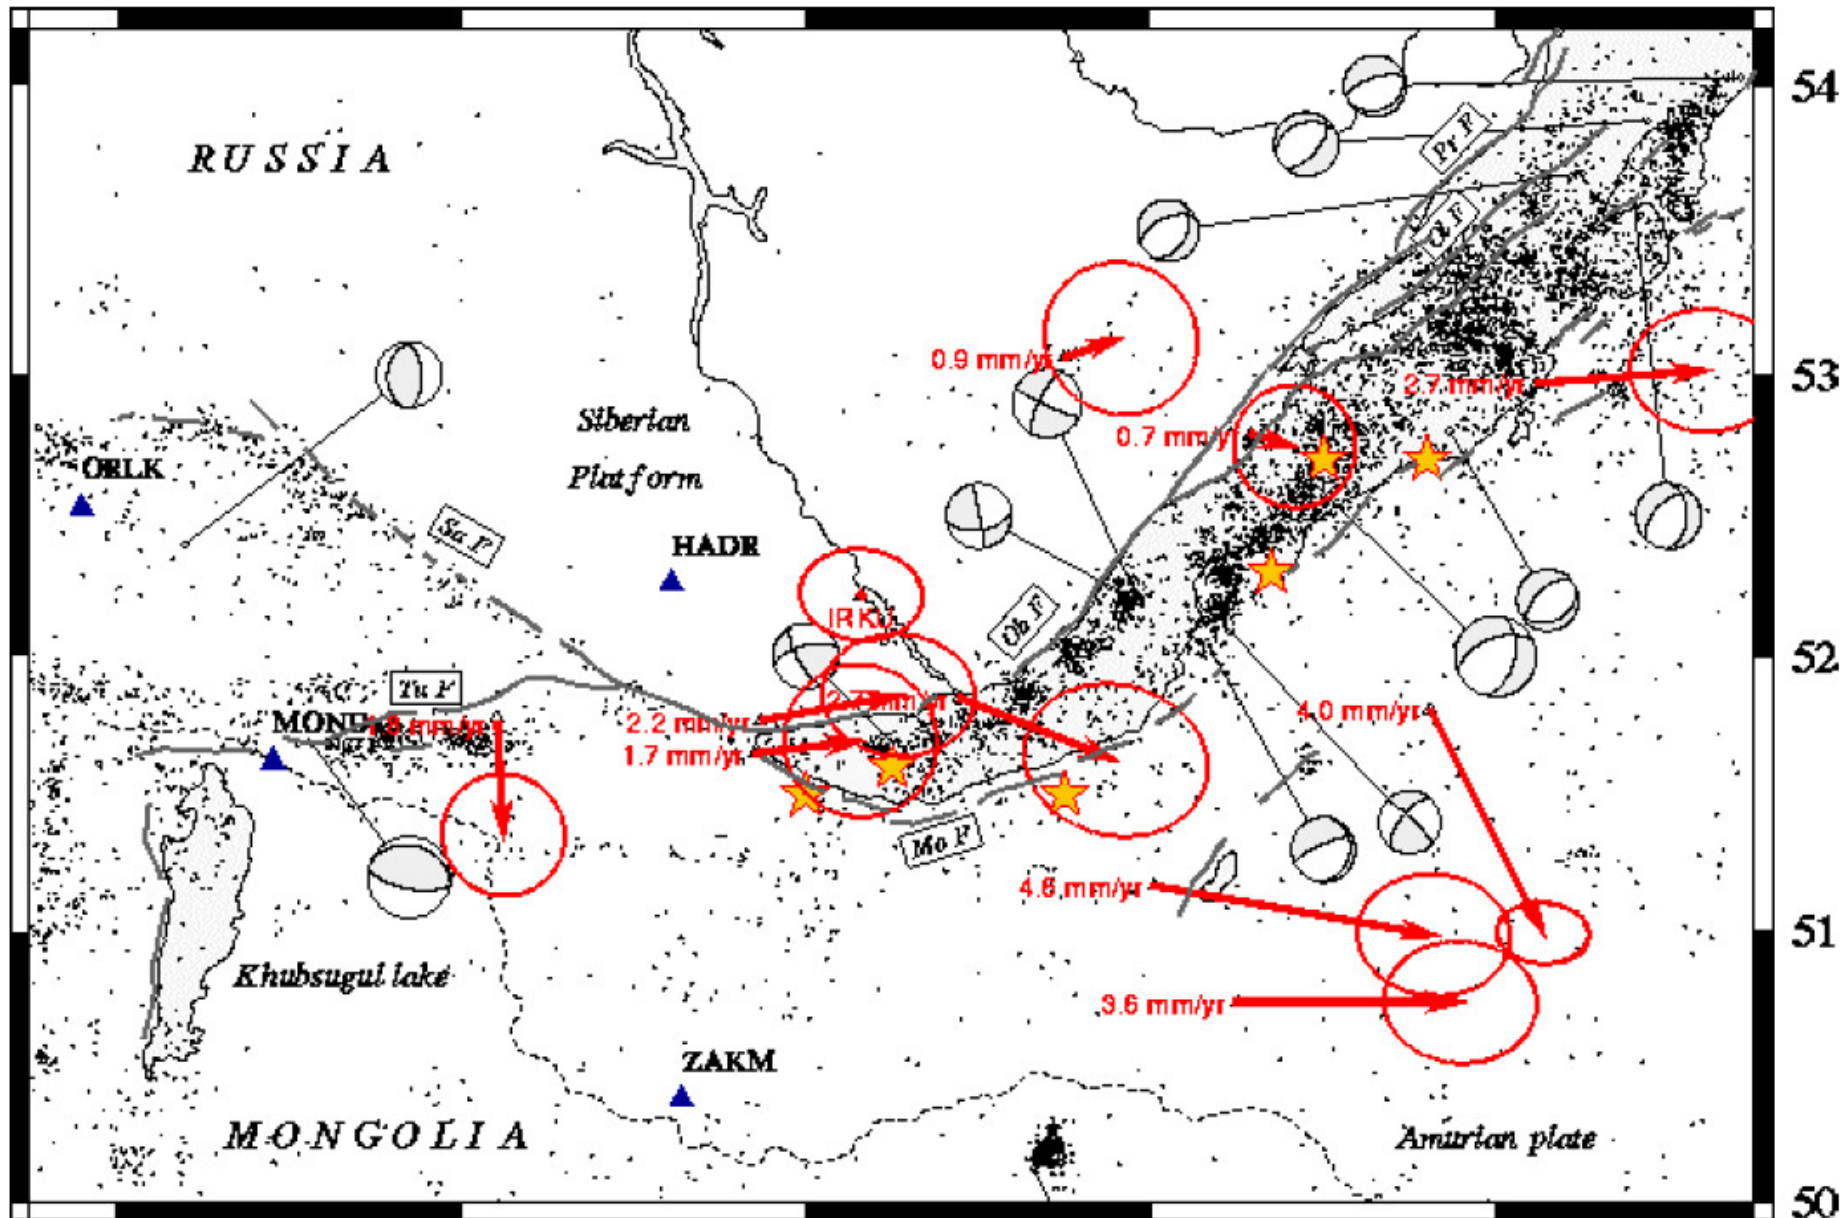 54
RUSSIA
Pr F
Ol F
0.9 mm/yr
53
2.7 mm/yr
Siberian
Platform
0.7 mm/yr
ORLK
Sa F
HADR
IRKU
Ob F
52
Tu F
MOND
2.2 mm/yr
4.0 mm/yr
1.7 mm/yr
Mo F
4.6 mm/yr
51
Khubsugul lake
3.6 mm/yr
ZAKM
MONGOLIA
Amurian plate
50